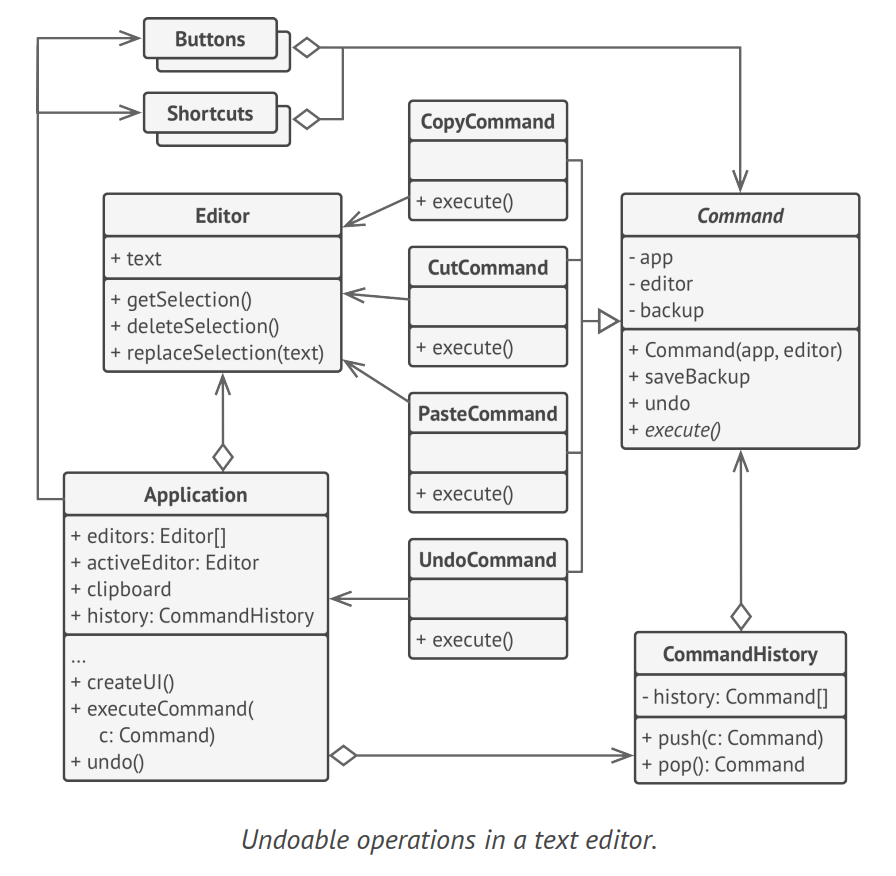 Buttons
Shortcuts
CopyCommand
+ execute()
Editor
+ text
+ getSelection()
+ deleteSelection()
+ replaceSelection(text)
CutCommand
+ execute()
Command
- app
- editor
- backup
+ Command(app, editor)
+ saveBackup
+ undo
+ execute()
PasteCommand
+ execute()
Application
+ editors: Editor[]
+ activeEditor: Editor
+ clipboard
+ history: CommandHistory
...
+ createUI()
+ executeCommand(
c: Command)
+ undo()
UndoCommand
+ execute()
CommandHistory
- history: Command[]
+ push(c: Command)
+ pop(): Command
Undoable operations in a text editor.